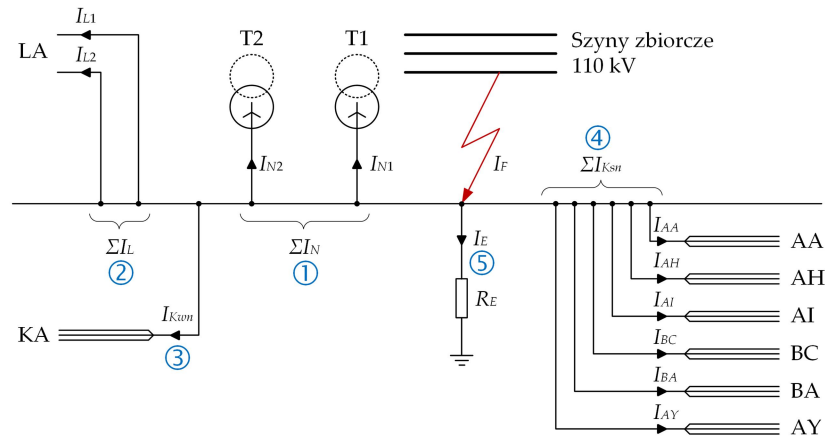 I_L1
LA
I_L2
T2
T1
Szyny zbiorcze
110 kV
I_N2
I_N1
I_F
④
ΣI_Ksn
ΣI_L
②
ΣI_N
①
I_E
⑤
R_E
I_Kwn
KA
③
I_AA
AA
I_AH
AH
I_AI
AI
I_BC
BC
I_BA
BA
I_AY
AY